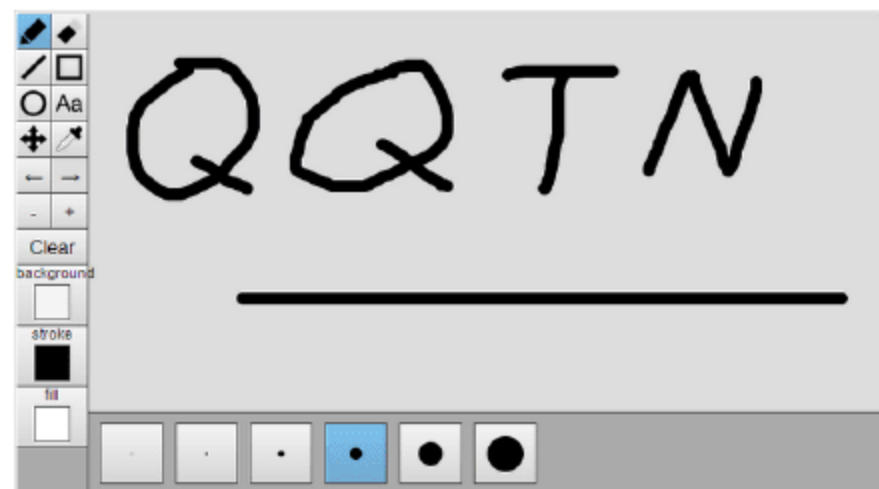 QQTN
Aa
← →
- +
Clear
background
stroke
fill